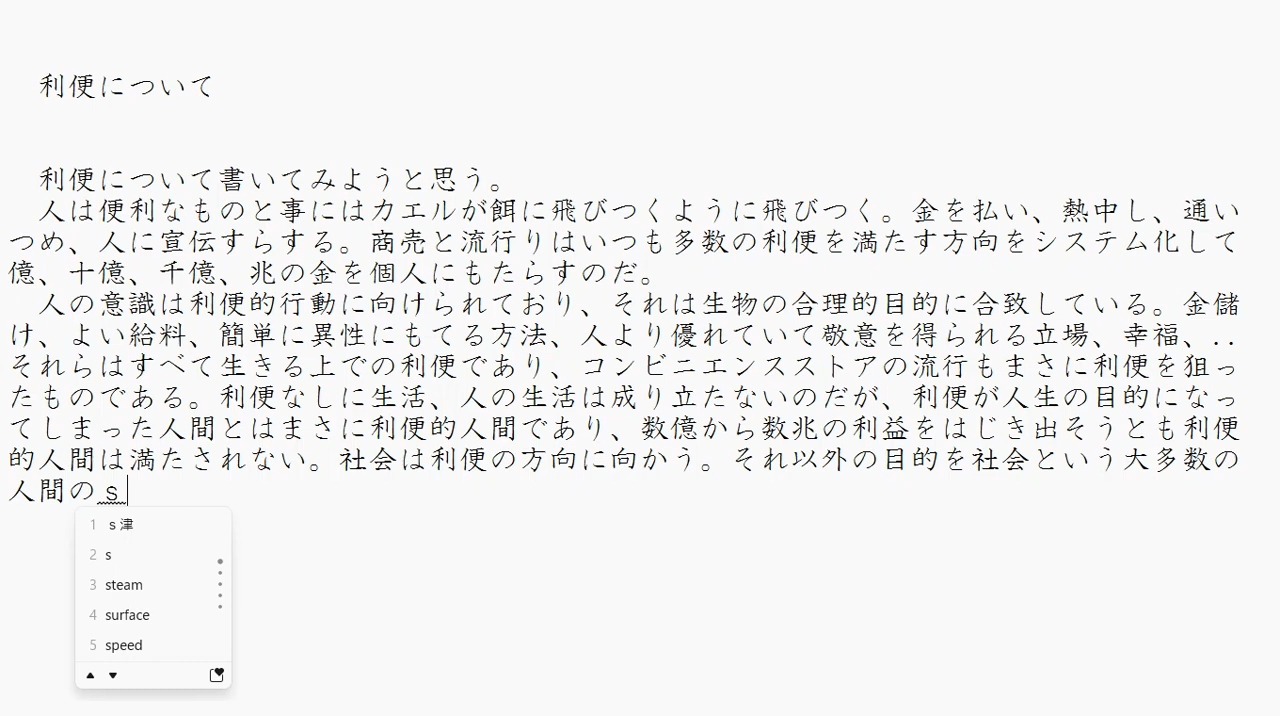 利便について
利便について書いてみようと思う。
人は便利なものと事にはカエルが餌に飛びつくように飛びつく。金を払い、熱中し、通い
つめ、人に宣伝すらする。商売と流行りはいつも多数の利便を満たす方向をシステム化して
億、十億、千億、兆の金を個人にもたらすのだ。
人の意識は利便的行動に向けられており、それは生物の合理的目的に合致している。金儲
け、よい給料、簡単に異性にもてる方法、人より優れていて敬意を得られる立場、幸福、..
それらはすべて生きる上での利便であり、コンビニエンスストアの流行もまさに利便を狙っ
たものである。利便なしに生活、人の生活は成り立たないのだが、利便が人生の目的になっ
てしまった人間とはまさに利便的人間であり、数億から数兆の利益をはじき出そうとも利便
的人間は満たされない。社会は利便の方向に向かう。それ以外の目的を社会という大多数の
人間のｓ
1 ｓ津
2 s
3 steam
4 surface
5 speed